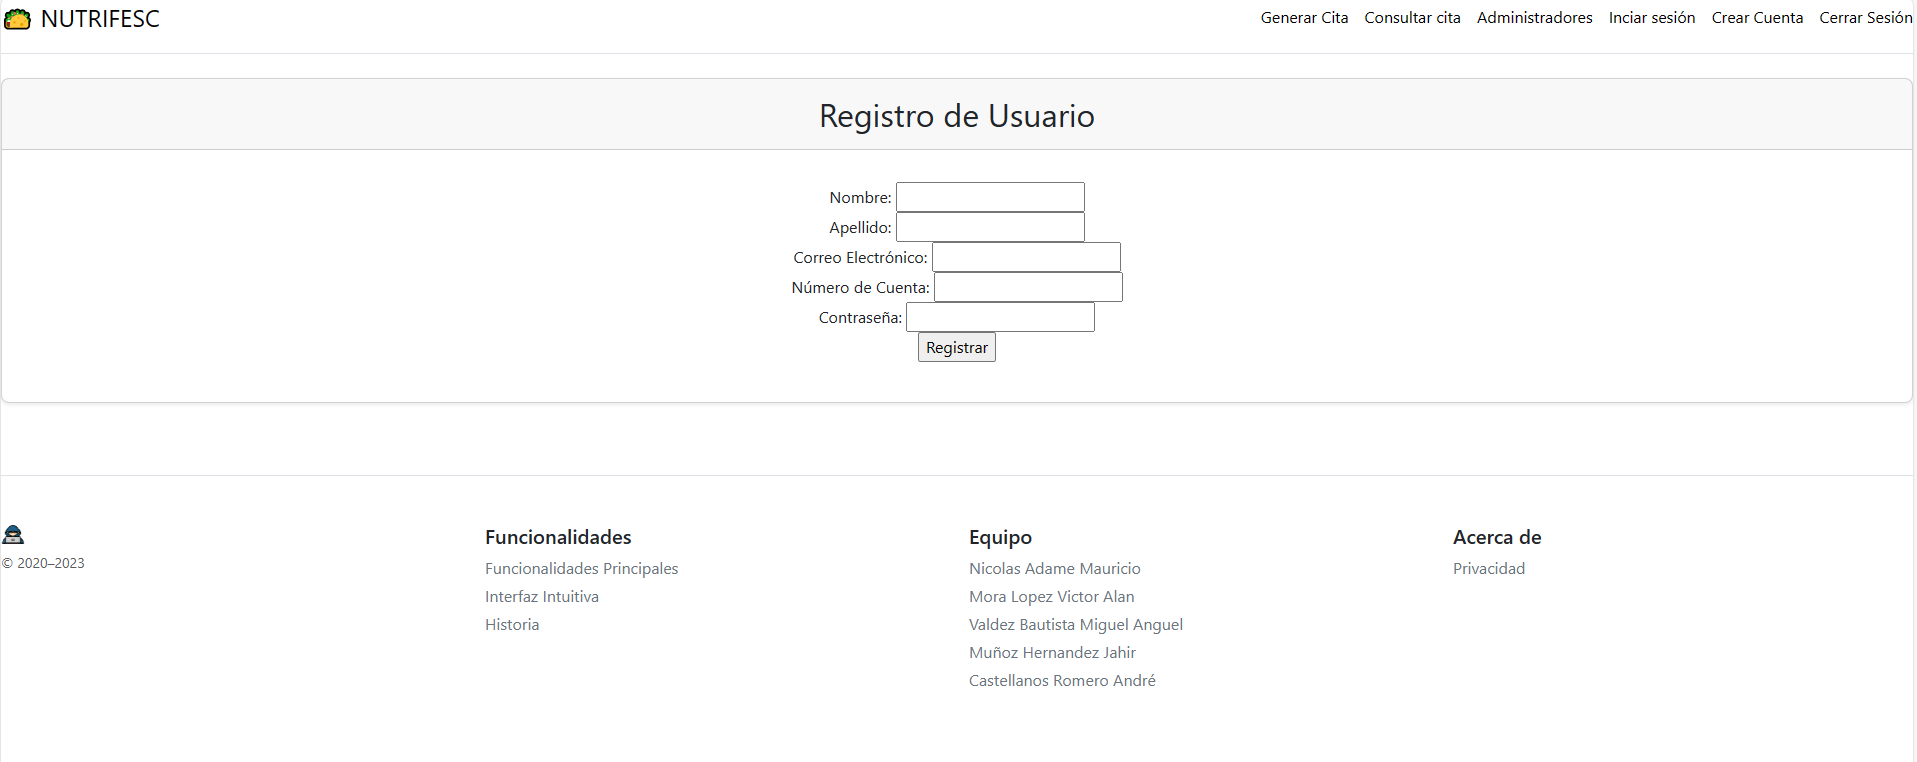 NUTRIFESC
Generar Cita Consultar cita Administradores Inciar sesión Crear Cuenta Cerrar Sesión
Registro de Usuario
Nombre:
Apellido:
Correo Electrónico:
Número de Cuenta:
Contraseña:
Registrar
© 2020–2023
Funcionalidades
Funcionalidades Principales
Interfaz Intuitiva
Historia
Equipo
Nicolas Adame Mauricio
Mora Lopez Victor Alan
Valdez Bautista Miguel Anguel
Muñoz Hernandez Jahir
Castellanos Romero André
Acerca de
Privacidad